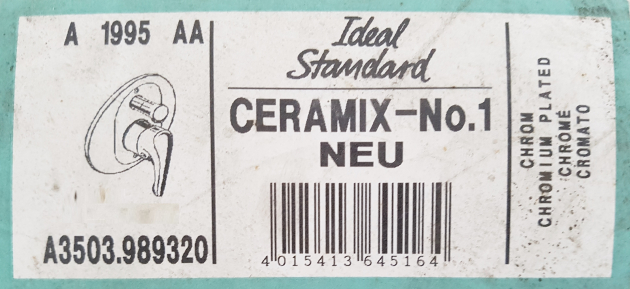 A 1995 AA
A3503.989320
Ideal
Standard
CERAMIX-No.1
NEU
4 015413 645164
CHROM
CHROMIUM PLATED
CHROMÉ
CROMATO